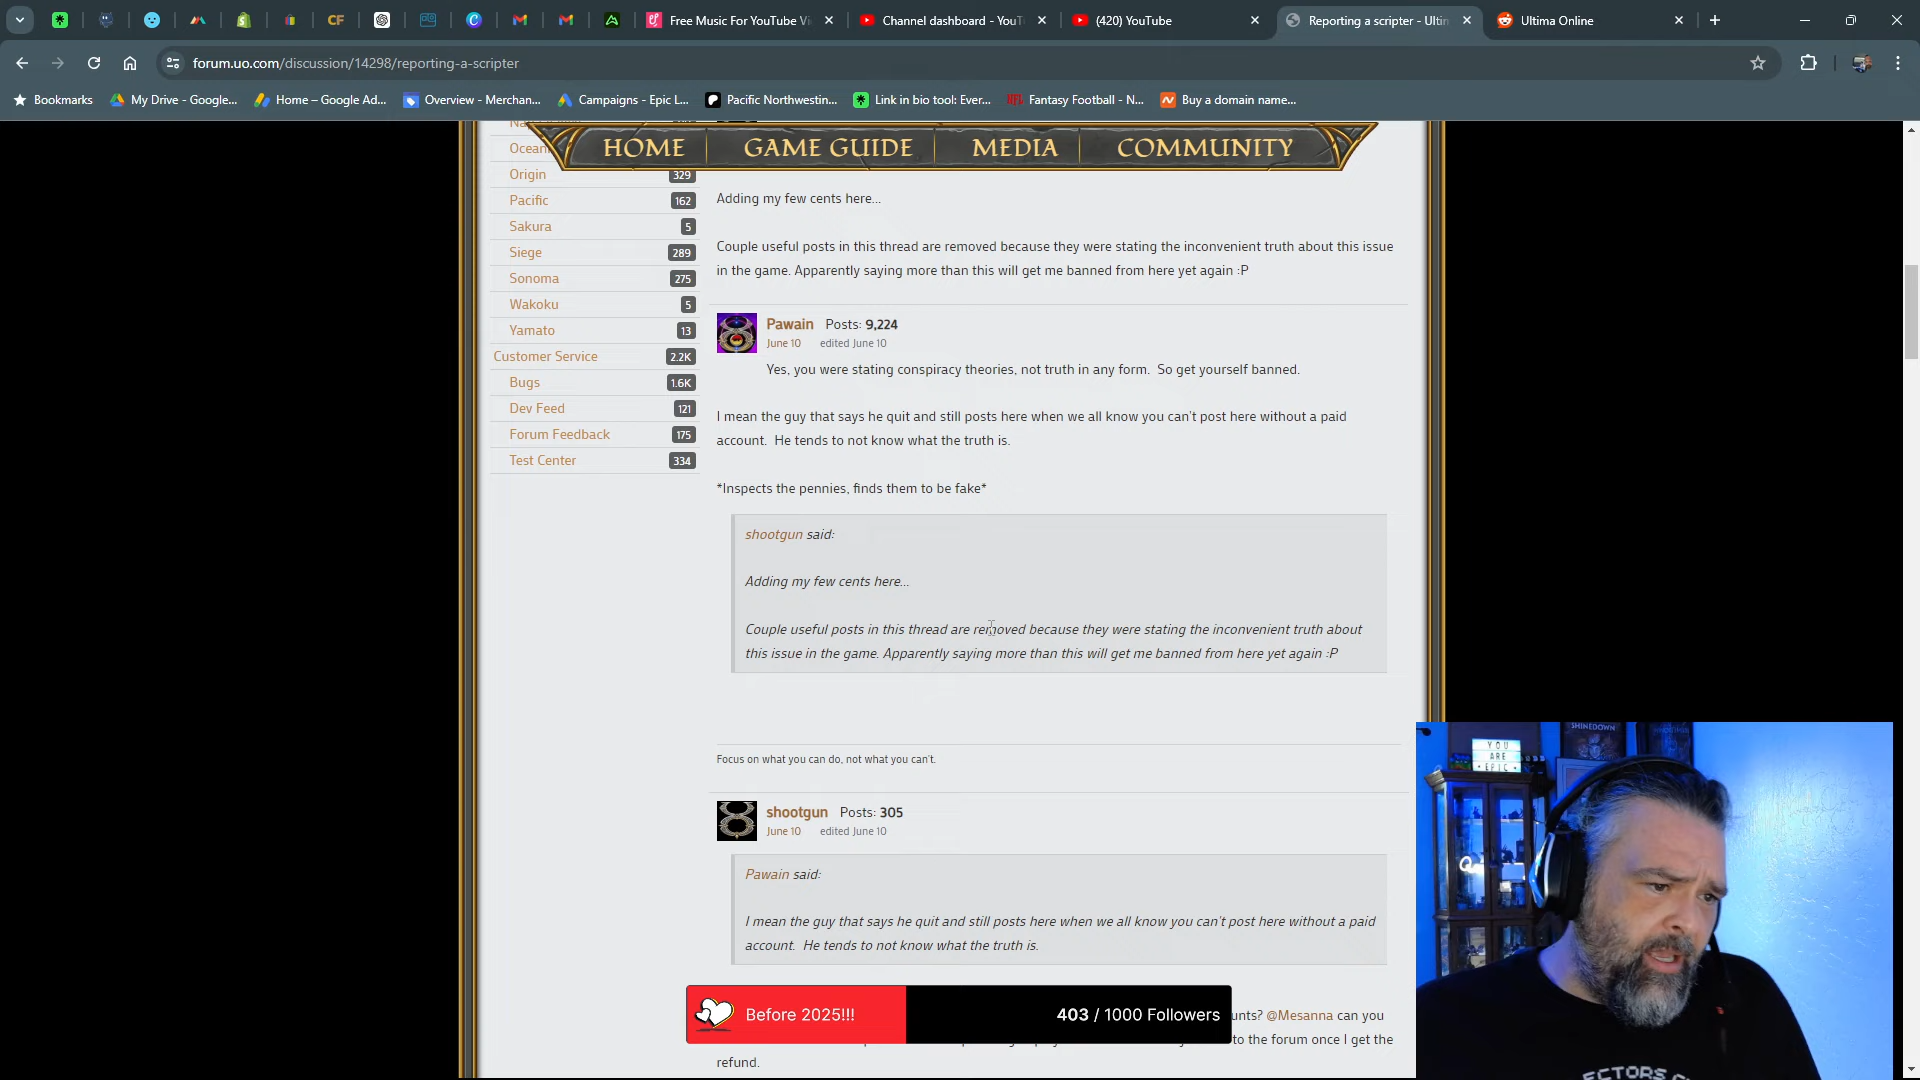 CF
Free Music For YouTube Vi
Channel dashboard - YouT
(420) YouTube
Reporting a scripter - Ulti
Ultima Online
forum.uo.com/discussion/14298/reporting-a-scripter
Bookmarks
My Drive - Google...
Home – Google Ad...
Overview - Merchan...
Campaigns - Epic L...
Pacific Northwestin...
Link in bio tool: Ever...
NFL Fantasy Football - N...
Buy a domain name...
HOME
GAME GUIDE
MEDIA
COMMUNITY
Origin 329
Pacific 162
Sakura 5
Siege 289
Sonoma 275
Wakoku 5
Yamato 13
Customer Service 2.2K
Bugs 1.6K
Dev Feed 121
Forum Feedback 175
Test Center 334
Adding my few cents here...
Couple useful posts in this thread are removed because they were stating the inconvenient truth about this issue
in the game. Apparently saying more than this will get me banned from here yet again :P
Pawain Posts: 9,224
June 10 edited June 10
Yes, you were stating conspiracy theories, not truth in any form. So get yourself banned.
I mean the guy that says he quit and still posts here when we all know you can't post here without a paid
account. He tends to not know what the truth is.
*Inspects the pennies, finds them to be fake*
shootgun said:
Adding my few cents here...
Couple useful posts in this thread are removed because they were stating the inconvenient truth about
this issue in the game. Apparently saying more than this will get me banned from here yet again :P
Focus on what you can do, not what you can't.
shootgun Posts: 305
June 10 edited June 10
Pawain said:
I mean the guy that says he quit and still posts here when we all know you can't post here without a paid
account. He tends to not know what the truth is.
unts? @Mesanna can you
to the forum once I get the
refund.
Before 2025!!!
403 / 1000 Followers
SHINEDOWN
YOU
ARE
EPIC